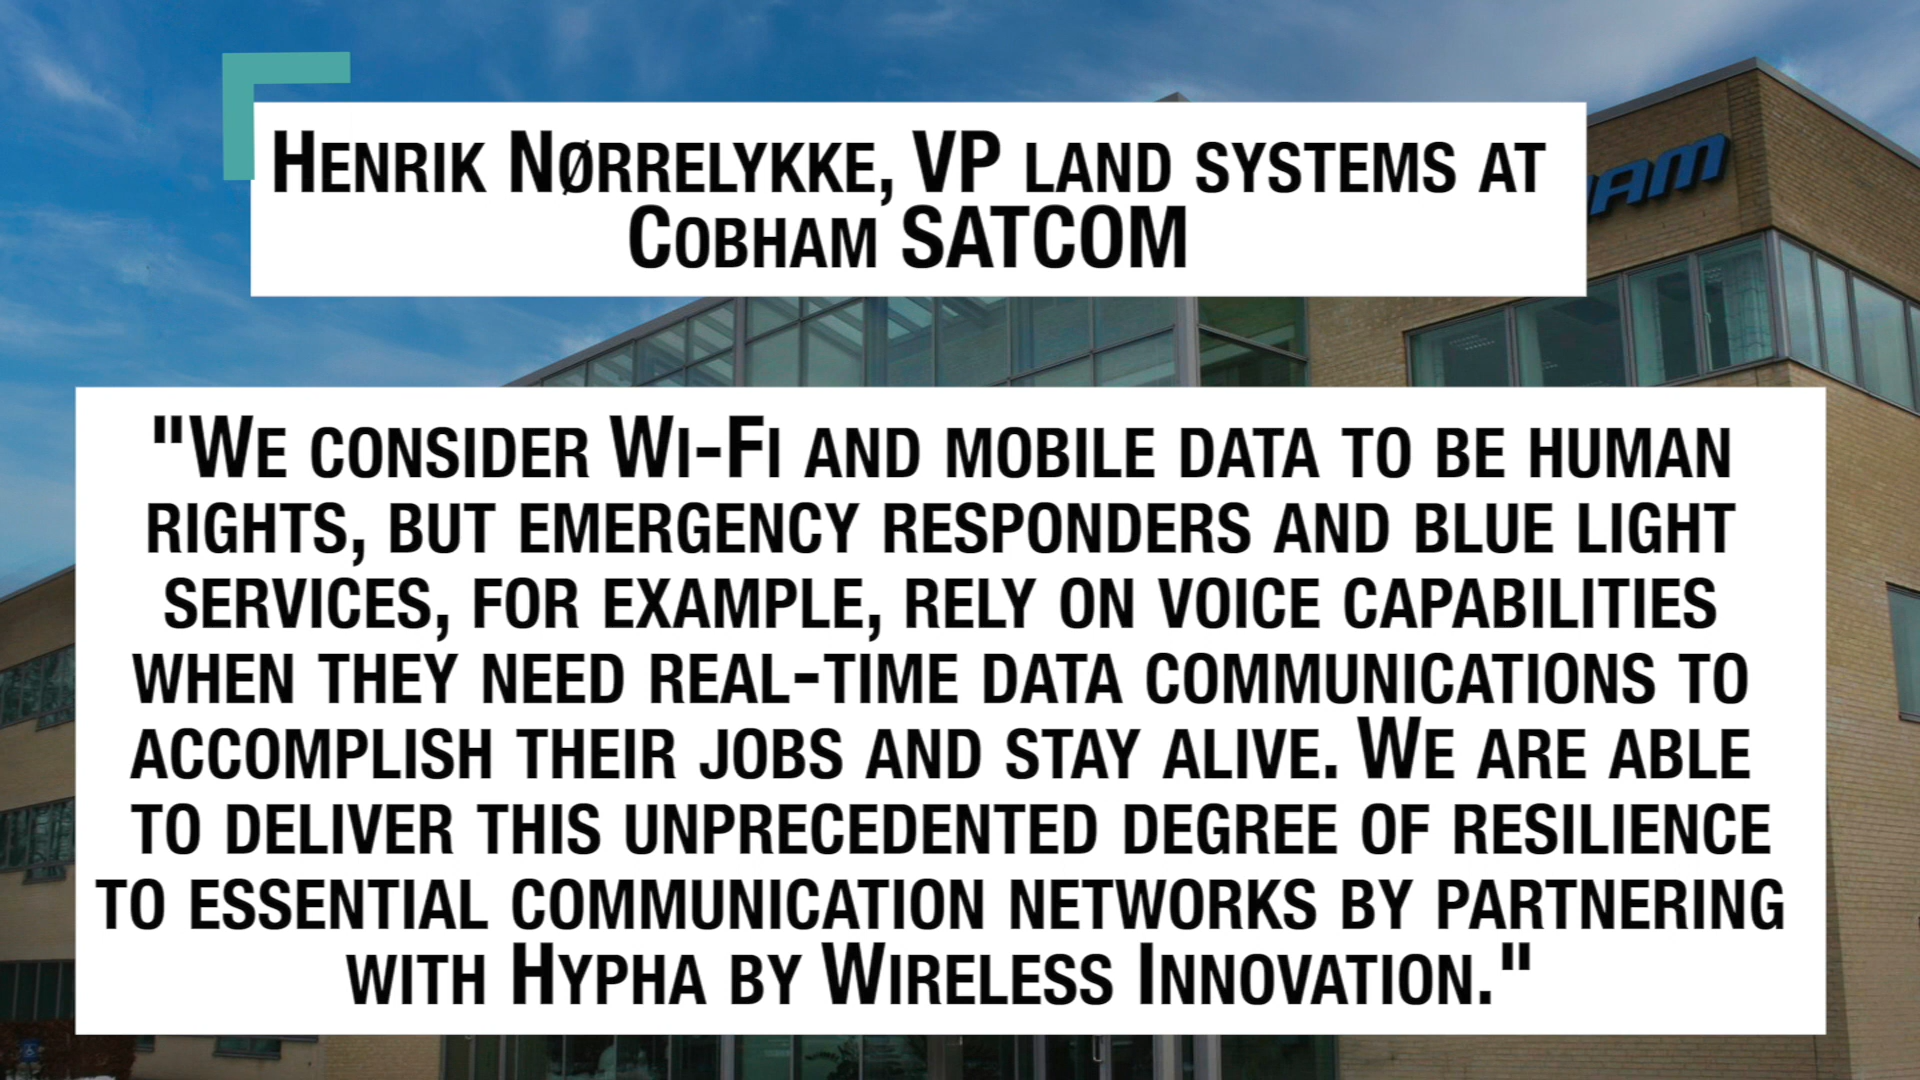 Henrik Nørrelykke, VP land systems at
Cobham SATCOM
am
"We consider Wi-Fi and mobile data to be human
rights, but emergency responders and blue light
services, for example, rely on voice capabilities
when they need real-time data communications to
accomplish their jobs and stay alive. We are able
to deliver this unprecedented degree of resilience
to essential communication networks by partnering
with Hypha by Wireless Innovation."